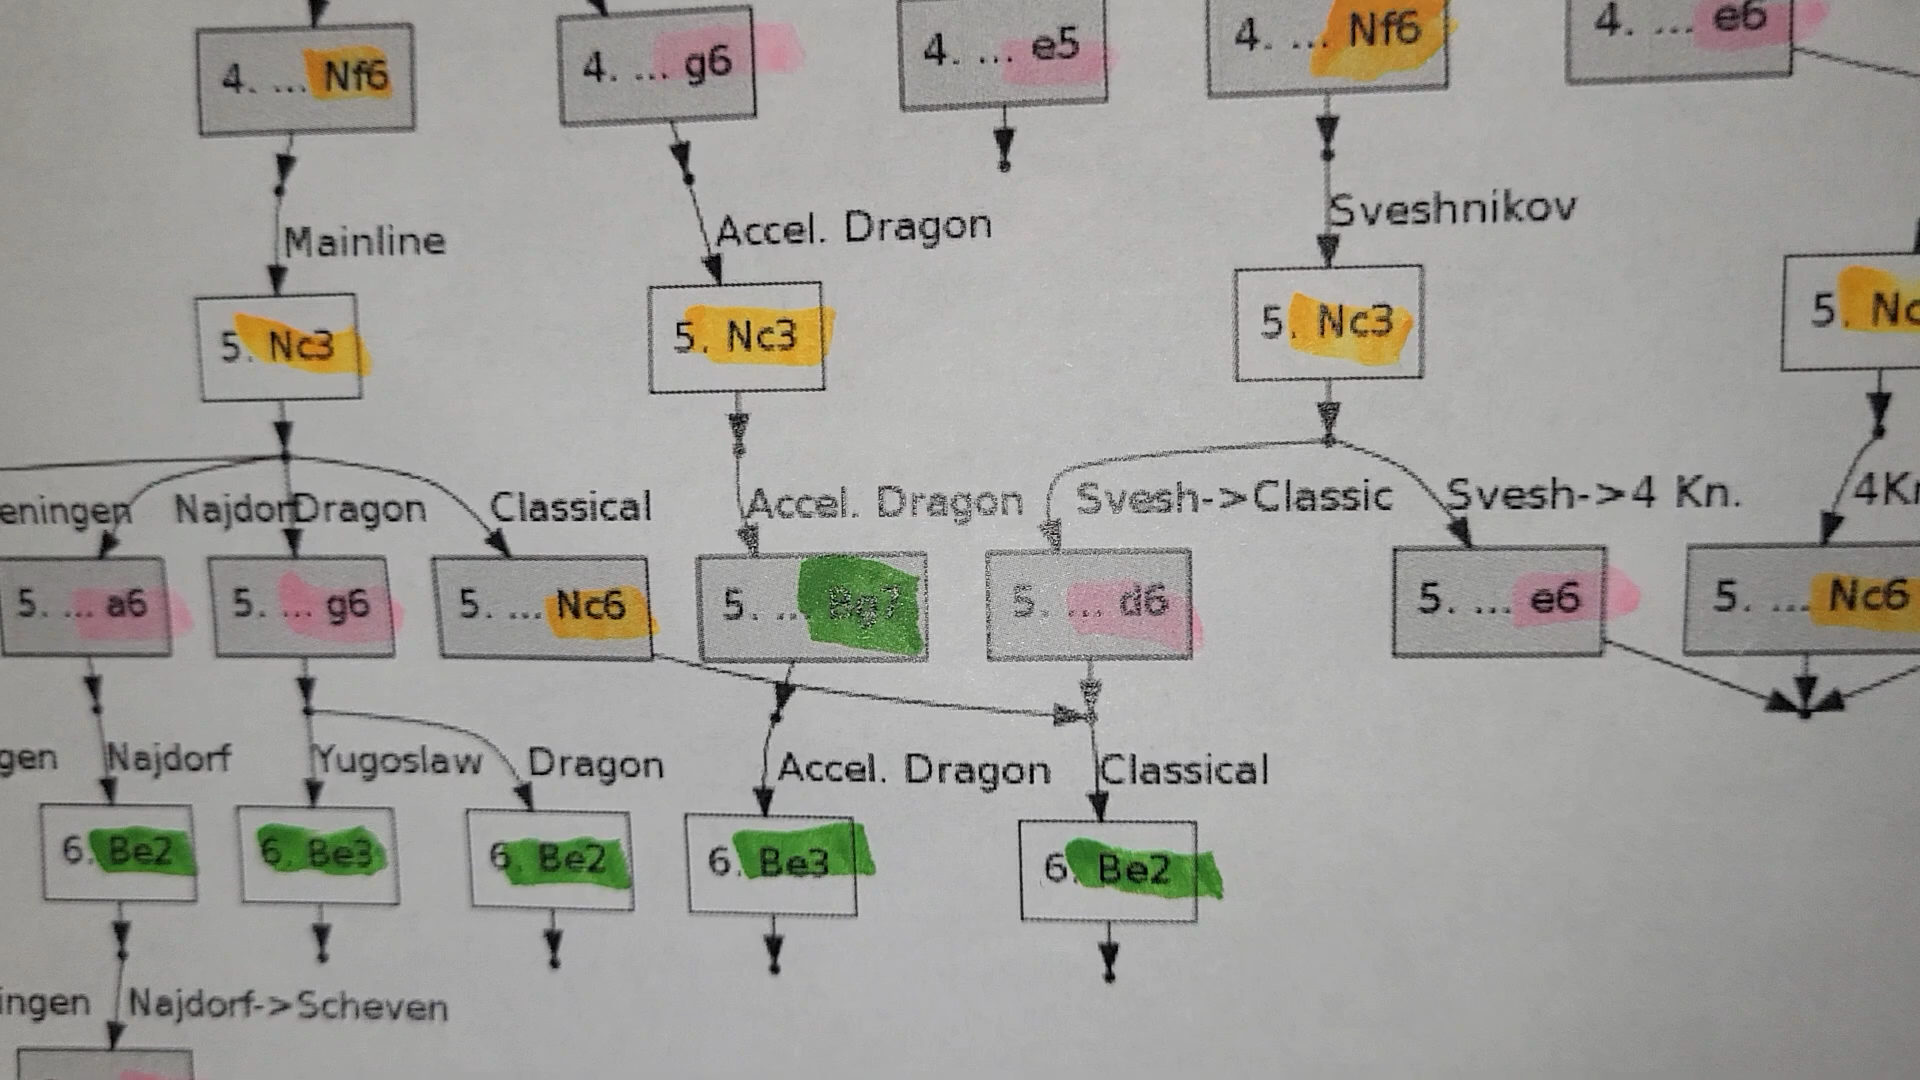 4. ... Nf6
4. ... g6
4. ... e5
4. ... Nf6
4. ... e6
Mainline
Accel. Dragon
Sveshnikov
5. Nc3
5. Nc3
5. Nc3
5. Nc
eningen
Najdor
Dragon
Classical
Accel. Dragon
Svesh->Classic
Svesh->4 Kn.
4Kr
5. ... a6
5. ... g6
5. ... Nc6
5. ... Bg7
5. ... d6
5. ... e6
5. ... Nc6
gen
Najdorf
Yugoslaw
Dragon
Accel. Dragon
Classical
6. Be2
6. Be3
6. Be2
6. Be3
6. Be2
ingen
Najdorf->Scheven